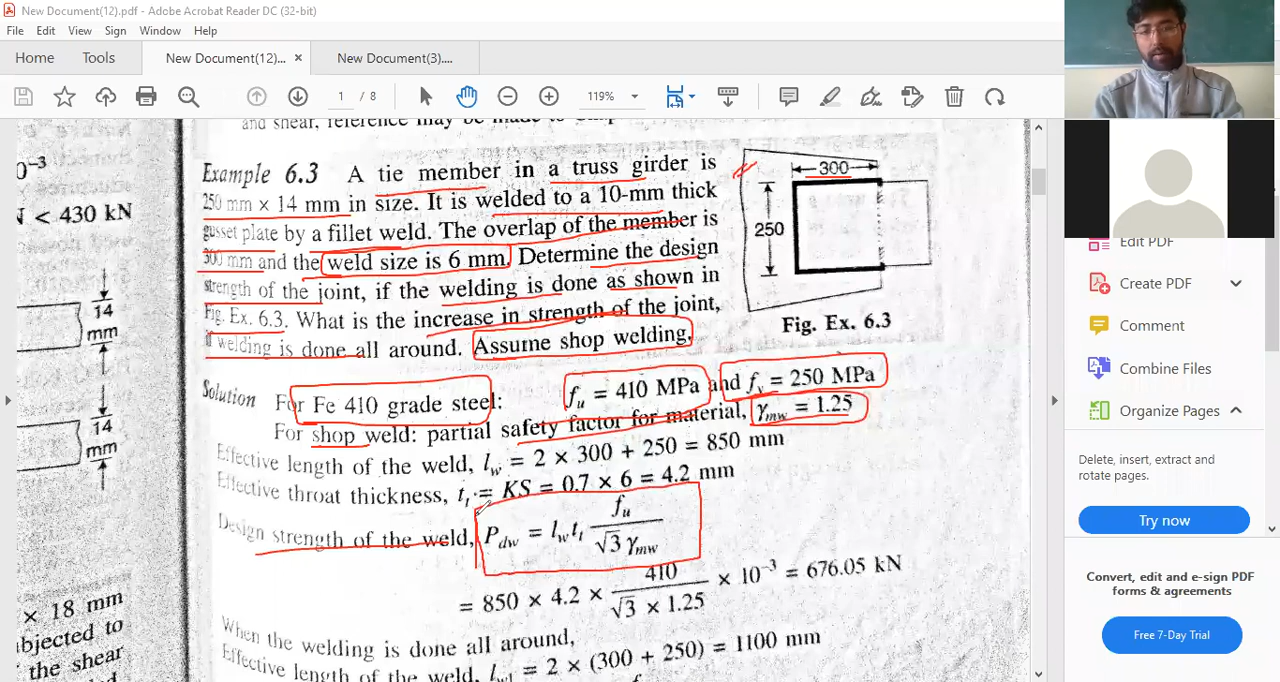 New Document(12).pdf - Adobe Acrobat Reader DC (32-bit)
File Edit View Sign Window Help
Home Tools New Document(12)... × New Document(3)....
1 / 8 119%
and shear, reference may be made to
Example 6.3 A tie member in a truss girder is
250 mm × 14 mm in size. It is welded to a 10-mm thick
gusset plate by a fillet weld. The overlap of the member is
300 mm and the weld size is 6 mm. Determine the design
strength of the joint, if the welding is done as shown in
Fig. Ex. 6.3. What is the increase in strength of the joint,
if welding is done all around. Assume shop welding.
300
250
Fig. Ex. 6.3
Solution For Fe 410 grade steel: fu = 410 MPa and fy = 250 MPa
For shop weld: partial safety factor for material, γmw = 1.25
Effective length of the weld, lw = 2 × 300 + 250 = 850 mm
Effective throat thickness, tt = KS = 0.7 × 6 = 4.2 mm
Design strength of the weld, Pdw = lw tt fu / √3 γmw
= 850 × 4.2 × 410 / √3 × 1.25 × 10⁻³ = 676.05 kN
When the welding is done all around,
Effective length of the weld, lw1 = 2 × (300 + 250) = 1100 mm
0⁻³
< 430 kN
14
mm
14
mm
× 18 mm
bjected to
the shear
Edit PDF
Create PDF
Comment
Combine Files
Organize Pages
Delete, insert, extract and
rotate pages.
Try now
Convert, edit and e-sign PDF
forms & agreements
Free 7-Day Trial